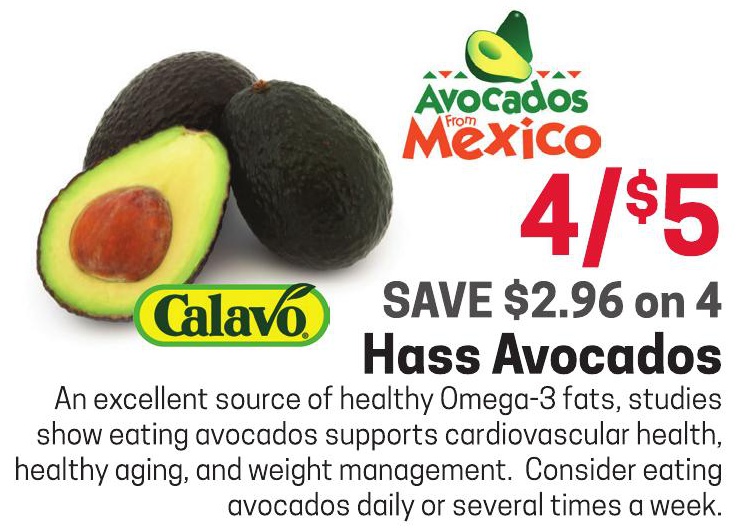 Avocados
From
Mexico
4/$5
Calavo®
SAVE $2.96 on 4
Hass Avocados
An excellent source of healthy Omega-3 fats, studies
show eating avocados supports cardiovascular health,
healthy aging, and weight management.  Consider eating
avocados daily or several times a week.